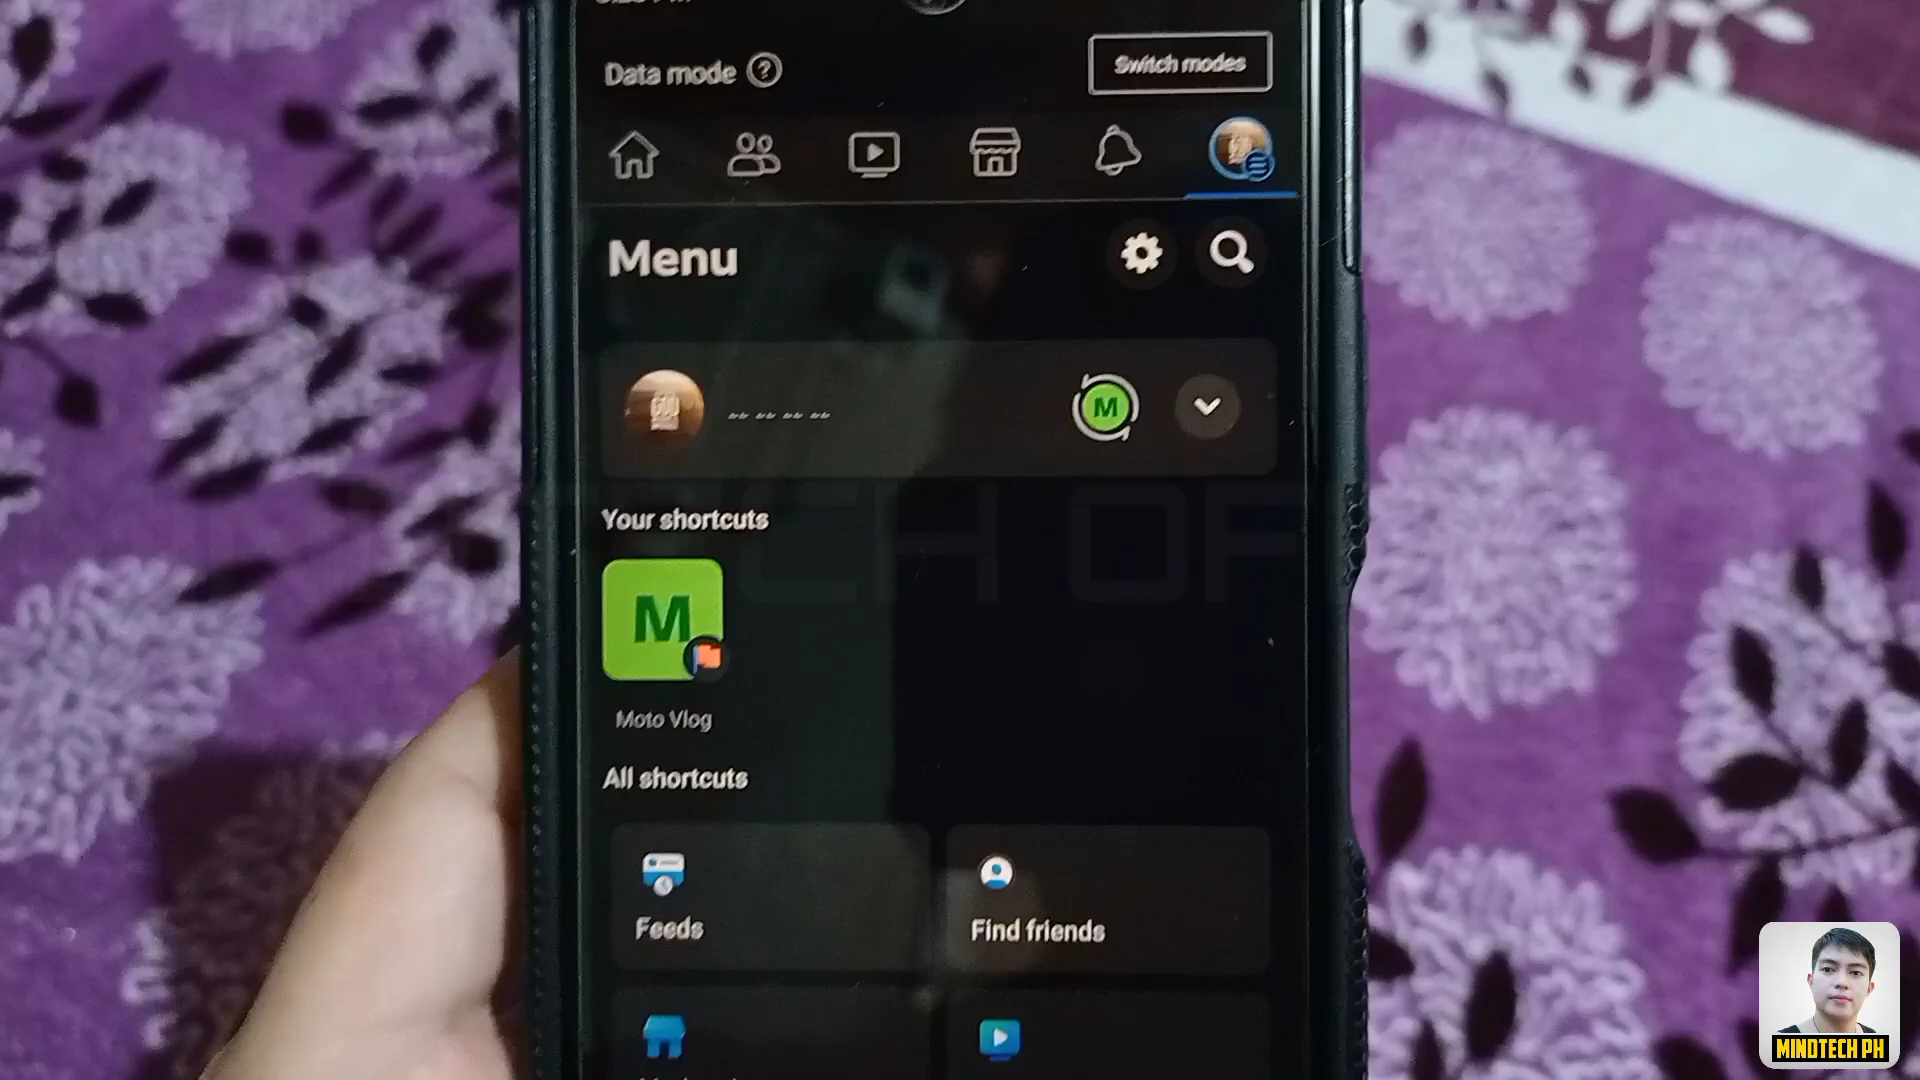 Data mode
Switch modes
Menu
M
Your shortcuts
M
Moto Vlog
All shortcuts
Feeds
Find friends
MINDTECH PH